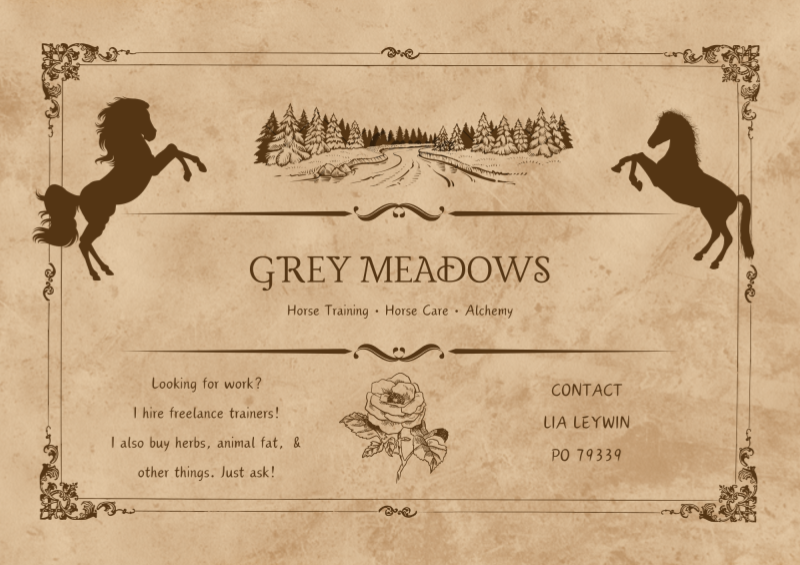 GREY MEADOWS
Horse Training • Horse Care • Alchemy
Looking for work?
I hire freelance trainers!
I also buy herbs, animal fat, &
other things. Just ask!
CONTACT
LIA LEYWIN
PO 79339